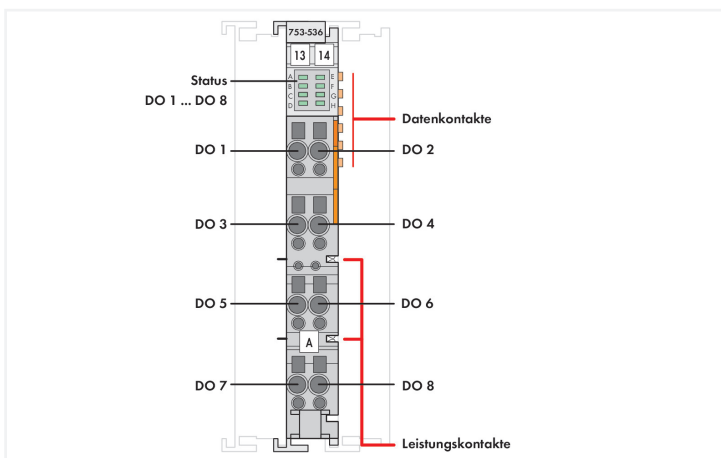 753-536
13 14
Status
DO 1 ... DO 8
A E
B F
C G
D H
Datenkontakte
DO 1 DO 2
DO 3 DO 4
DO 5 DO 6
A
DO 7 DO 8
Leistungskontakte